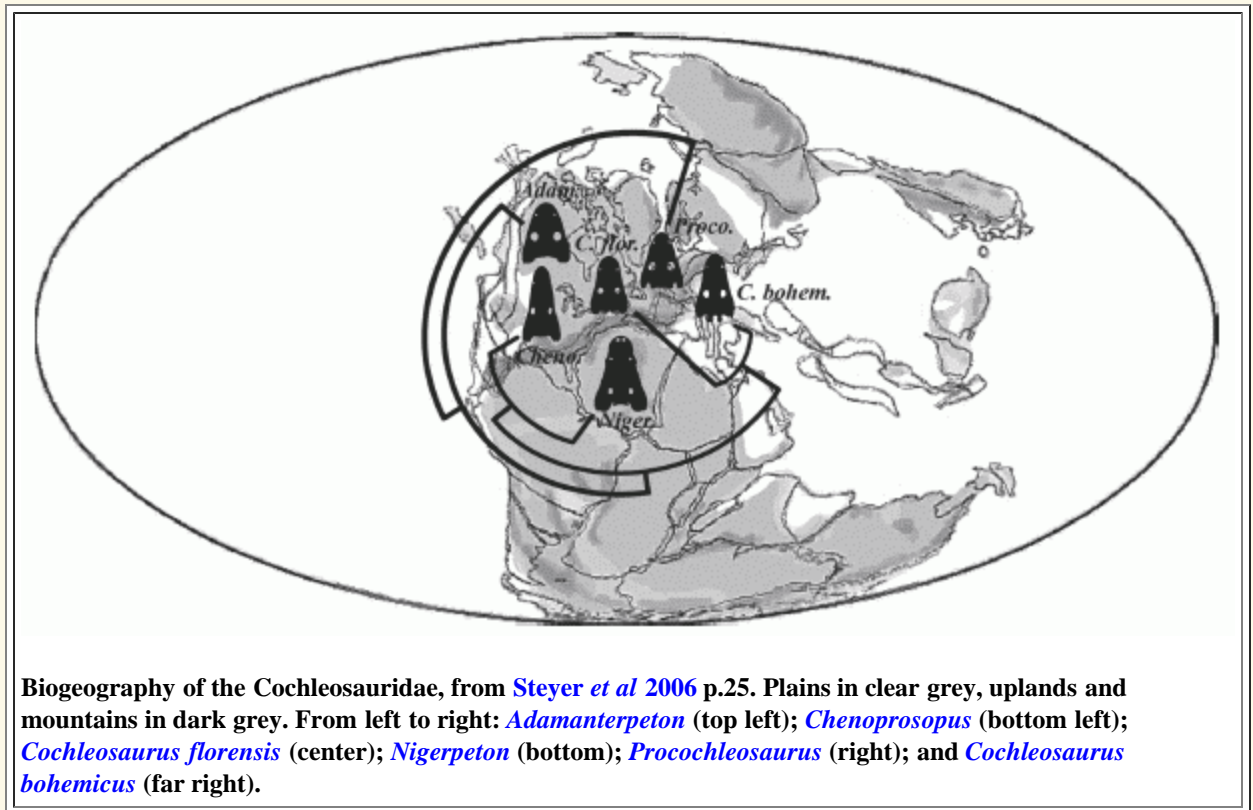 Adam.
C. flor.
Proco.
C. bohem.
Cheno.
Niger.
Biogeography of the Cochleosauridae, from Steyer et al 2006 p.25. Plains in clear grey, uplands and
mountains in dark grey. From left to right: Adamanterpeton (top left); Chenoprosopus (bottom left);
Cochleosaurus florensis (center); Nigerpeton (bottom); Procochleosaurus (right); and Cochleosaurus
bohemicus (far right).